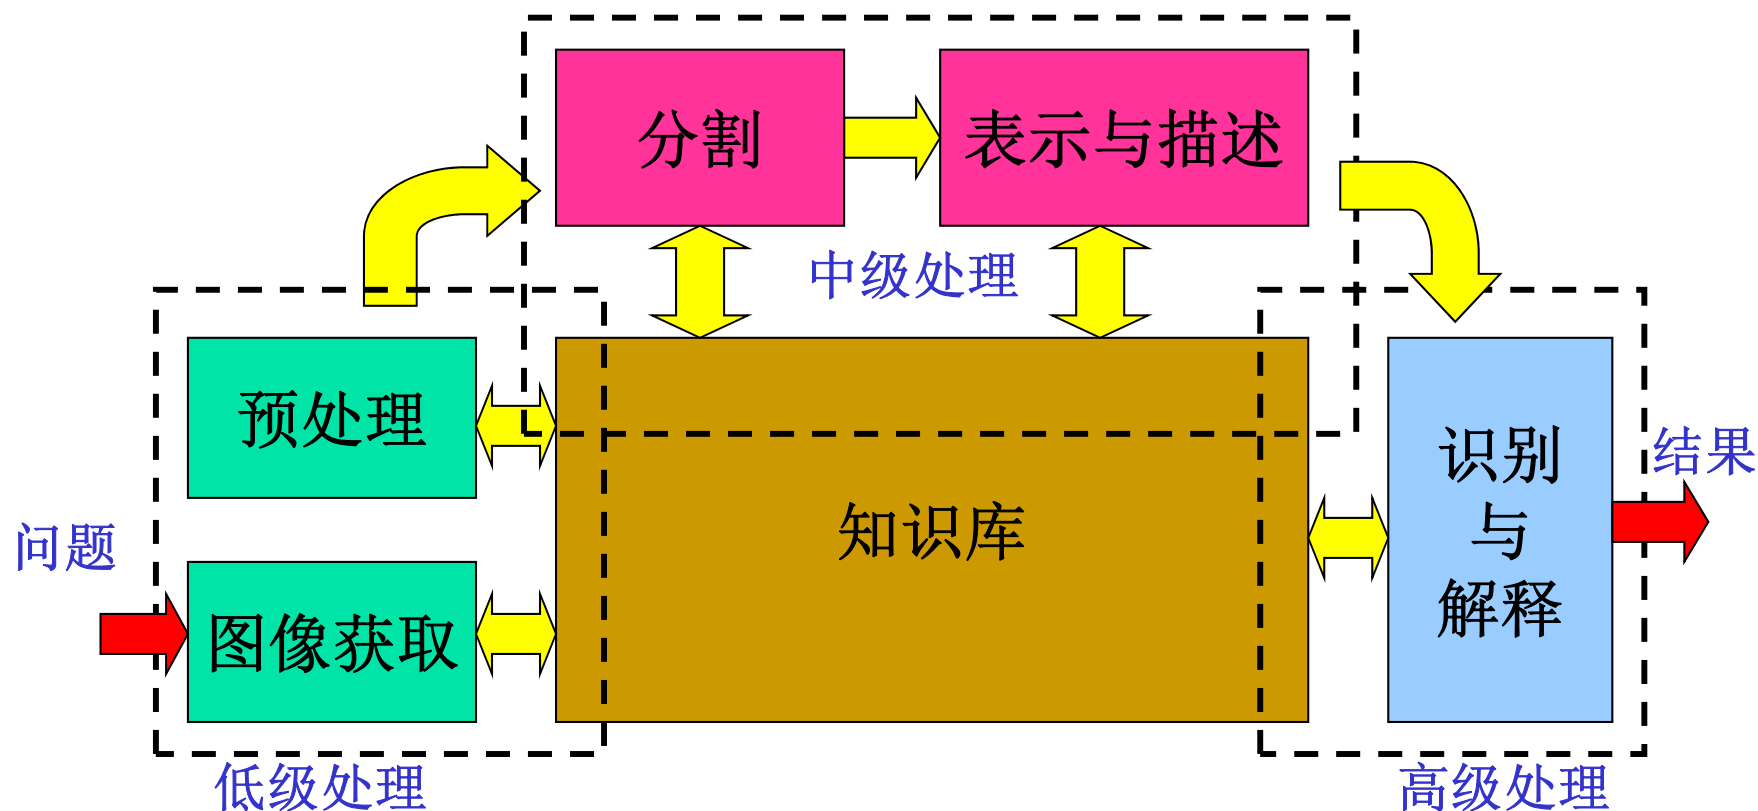 分割
表示与描述
中级处理
预处理
知识库
识别
与
解释
结果
问题
图像获取
低级处理
高级处理